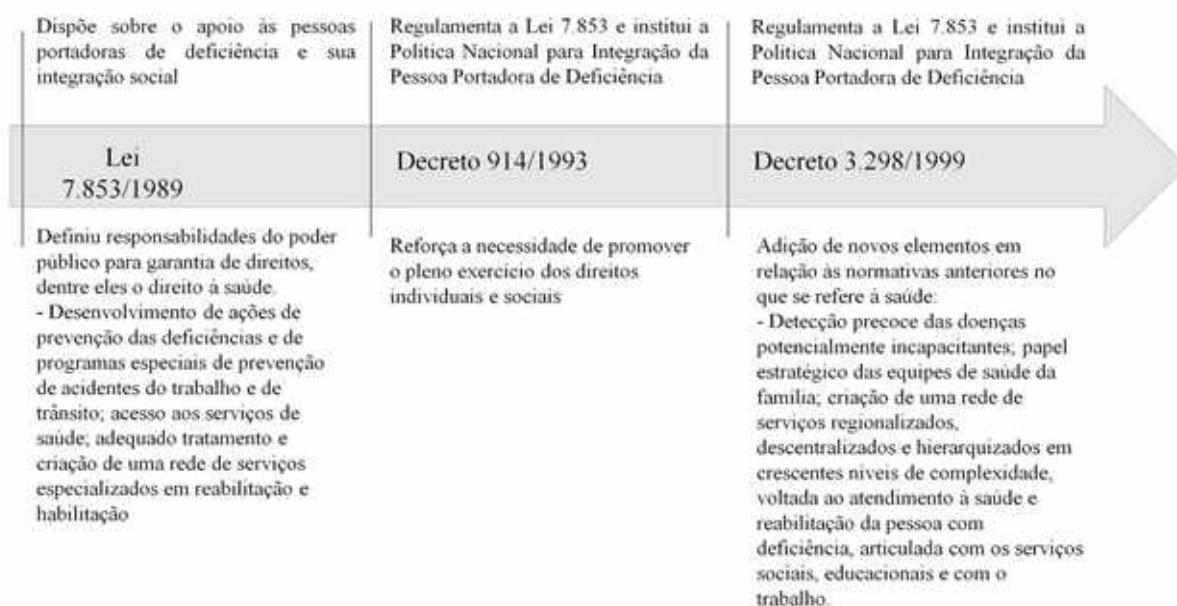 Dispõe sobre o apoio às pessoas
portadoras de deficiência e sua
integração social
Regulamenta a Lei 7.853 e institui a
Politica Nacional para Integração da
Pessoa Portadora de Deficiência
Regulamenta a Lei 7.853 e institui a
Politica Nacional para Integração da
Pessoa Portadora de Deficiência
Lei
7.853/1989
Decreto 914/1993
Decreto 3.298/1999
Definiu responsabilidades do poder
público para garantia de direitos,
dentre eles o direito à saúde.
- Desenvolvimento de ações de
prevenção das deficiências e de
programas especiais de prevenção
de acidentes do trabalho e de
trânsito; acesso aos serviços de
saúde; adequado tratamento e
criação de uma rede de serviços
especializados em reabilitação e
habilitação
Reforça a necessidade de promover
o pleno exercício dos direitos
individuais e sociais
Adição de novos elementos em
relação às normativas anteriores no
que se refere à saúde:
- Detecção precoce das doenças
potencialmente incapacitantes; papel
estratégico das equipes de saúde da
família; criação de uma rede de
serviços regionalizados,
descentralizados e hierarquizados em
crescentes níveis de complexidade,
voltada ao atendimento à saúde e
reabilitação da pessoa com
deficiência, articulada com os serviços
sociais, educacionais e com o
trabalho.